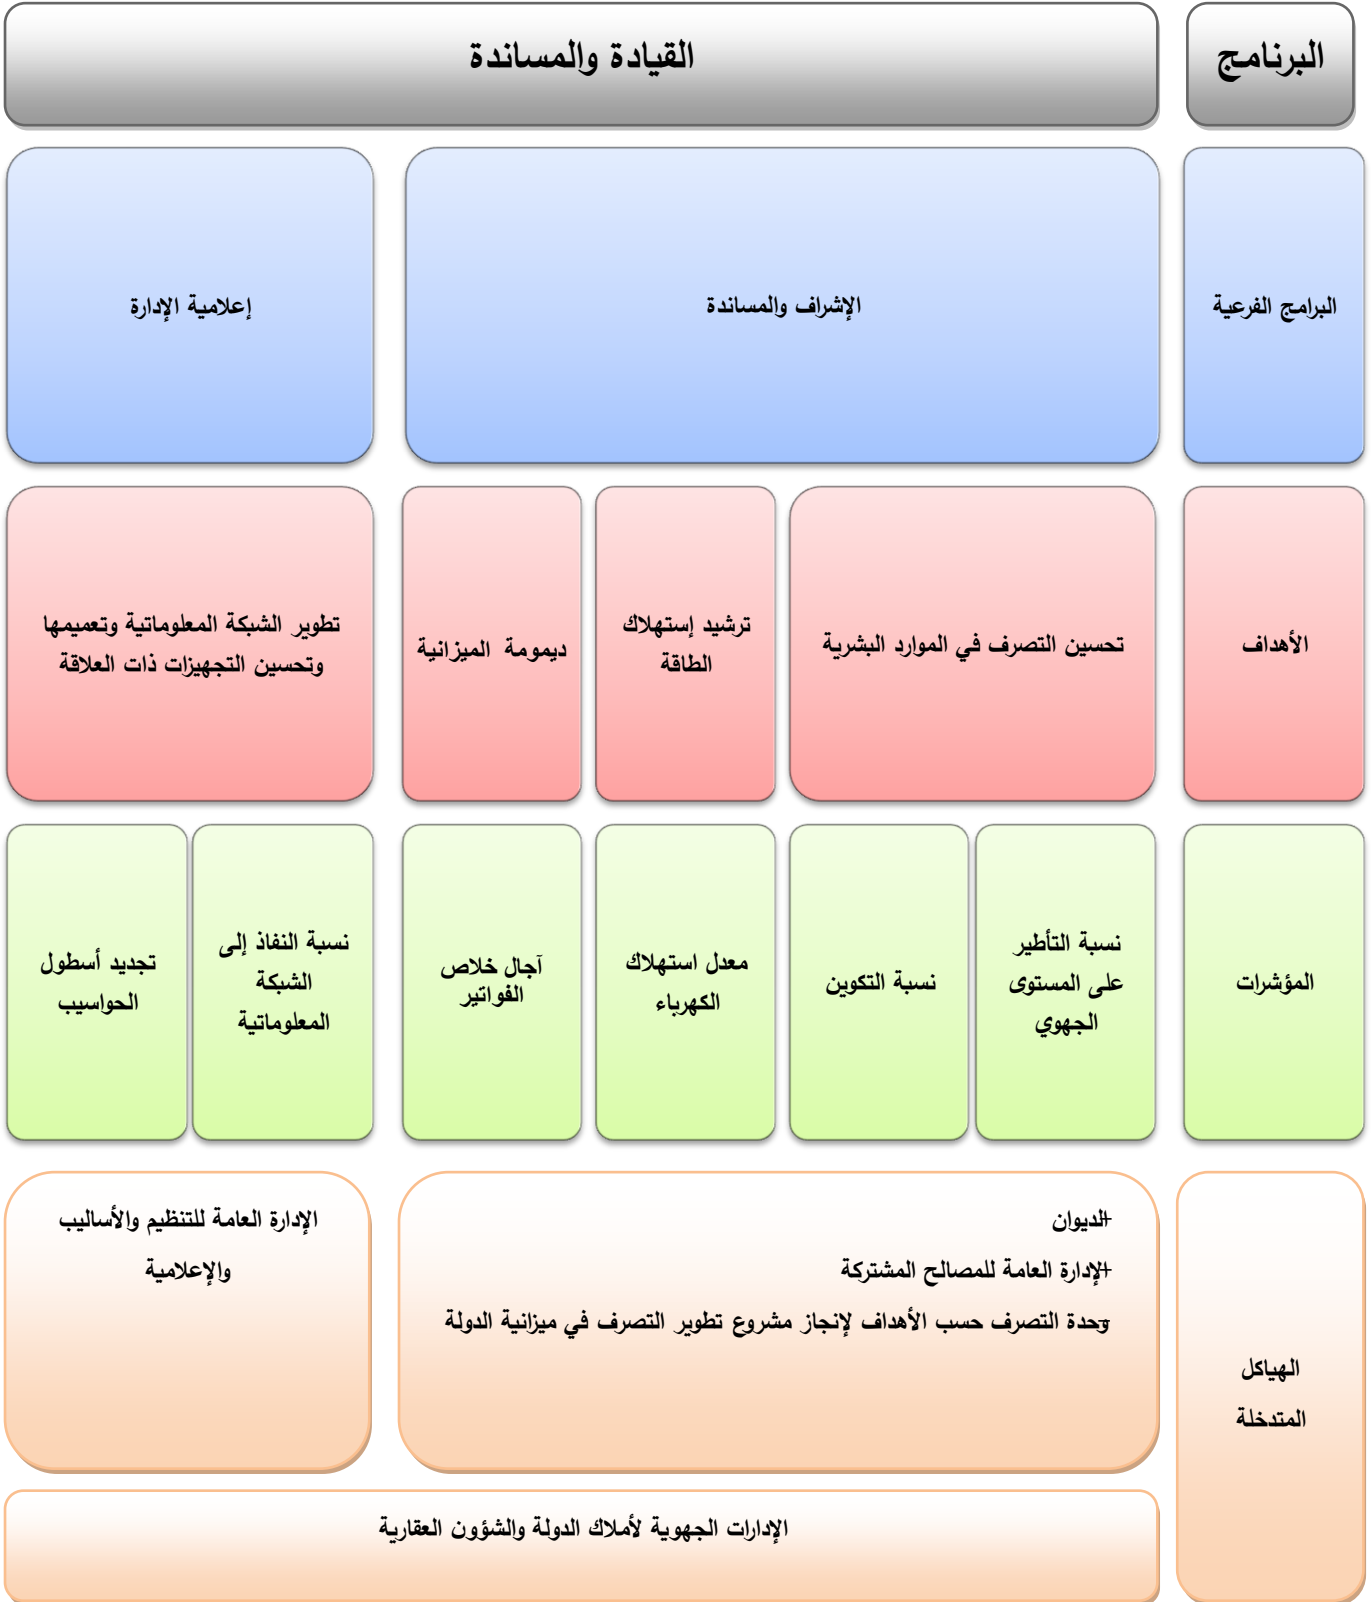 البرنامج
القيادة والمساندة
البرامج الفرعية
الإشراف والمساندة
إعلامية الإدارة
الأهداف
تحسين التصرف في الموارد البشرية
ترشيد إستهلاك
الطاقة
ديمومة الميزانية
تطوير الشبكة المعلوماتية وتعميمها
وتحسين التجهيزات ذات العلاقة
المؤشرات
نسبة التأطير
على المستوى
الجهوي
نسبة التكوين
معدل استهلاك
الكهرباء
آجال خلاص
الفواتير
نسبة النفاذ إلى
الشبكة
المعلوماتية
تجديد أسطول
الحواسيب
الهياكل
المتدخلة
+الديوان
+الإدارة العامة للمصالح المشتركة
+وحدة التصرف حسب الأهداف لإنجاز مشروع تطوير التصرف في ميزانية الدولة
الإدارة العامة للتنظيم والأساليب
والإعلامية
الإدارات الجهوية لأملاك الدولة والشؤون العقارية